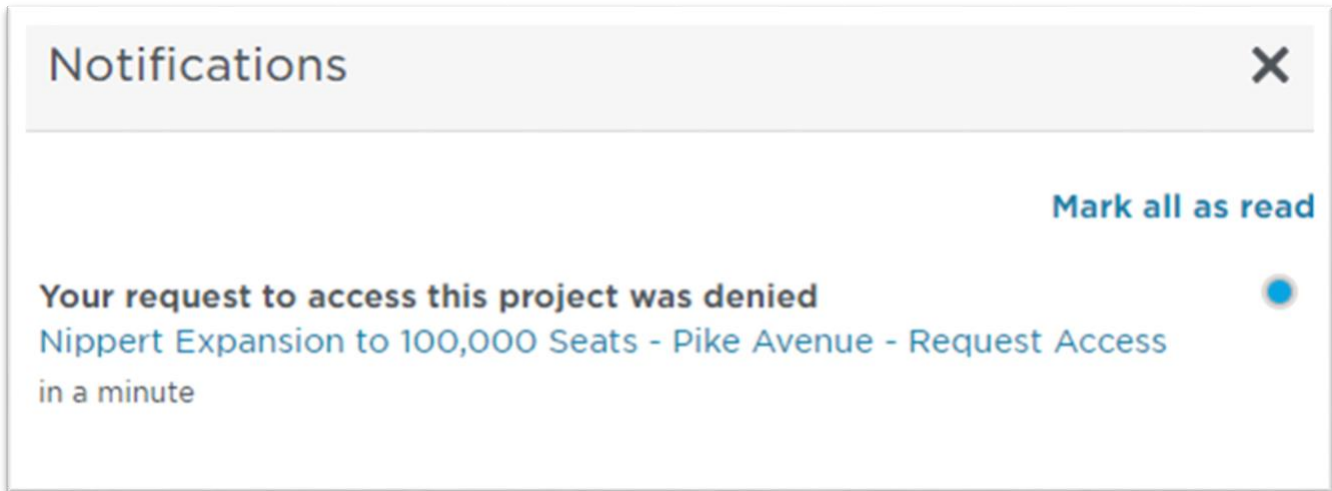 Notifications
Mark all as read
Your request to access this project was denied
Nippert Expansion to 100,000 Seats - Pike Avenue - Request Access
in a minute